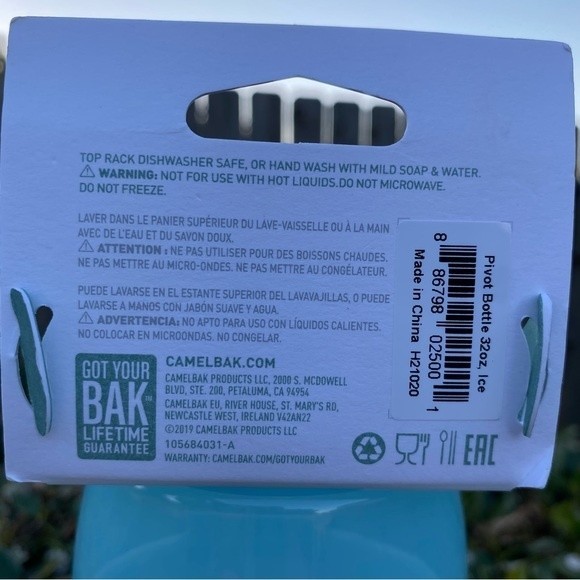 TOP RACK DISHWASHER SAFE, OR HAND WASH WITH MILD SOAP & WATER.
⚠ WARNING: NOT FOR USE WITH HOT LIQUIDS.DO NOT MICROWAVE.
DO NOT FREEZE.
LAVER DANS LE PANIER SUPÉRIEUR DU LAVE-VAISSELLE OU À LA MAIN
AVEC DE L'EAU ET DU SAVON DOUX.
⚠ ATTENTION : NE PAS UTILISER POUR DES BOISSONS CHAUDES.
NE PAS METTRE AU MICRO-ONDES. NE PAS METTRE AU CONGÉLATEUR.
PUEDE LAVARSE EN EL ESTANTE SUPERIOR DEL LAVAVAJILLAS, O PUEDE
LAVARSE A MANOS CON JABÓN SUAVE Y AGUA.
⚠ ADVERTENCIA: NO APTO PARA USO CON LÍQUIDOS CALIENTES.
NO COLOCAR EN MICROONDAS. NO CONGELAR.
Pivot Bottle 32oz, Ice
8 86798 02500 1
Made in China H21020
GOT YOUR
BAK™
LIFETIME
GUARANTEE
CAMELBAK.COM
CAMELBAK PRODUCTS LLC, 2000 S. MCDOWELL
BLVD, STE. 200, PETALUMA, CA 94954
CAMELBAK EU, RIVER HOUSE, ST. MARY'S RD,
NEWCASTLE WEST, IRELAND V42AN22
©2019 CAMELBAK PRODUCTS LLC
105684031-A
WARRANTY: CAMELBAK.COM/GOTYOURBAK
EAC